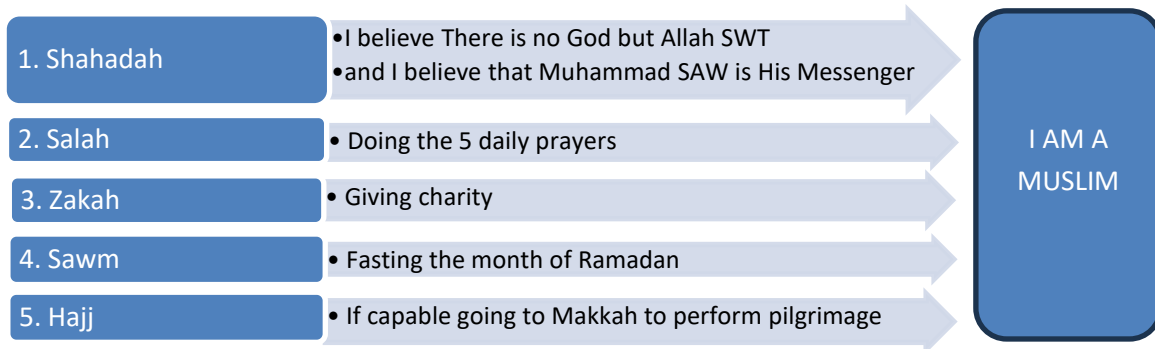 1. Shahadah
•I believe There is no God but Allah SWT
•and I believe that Muhammad SAW is His Messenger
2. Salah
• Doing the 5 daily prayers
3. Zakah
• Giving charity
4. Sawm
• Fasting the month of Ramadan
5. Hajj
• If capable going to Makkah to perform pilgrimage
I AM A
MUSLIM